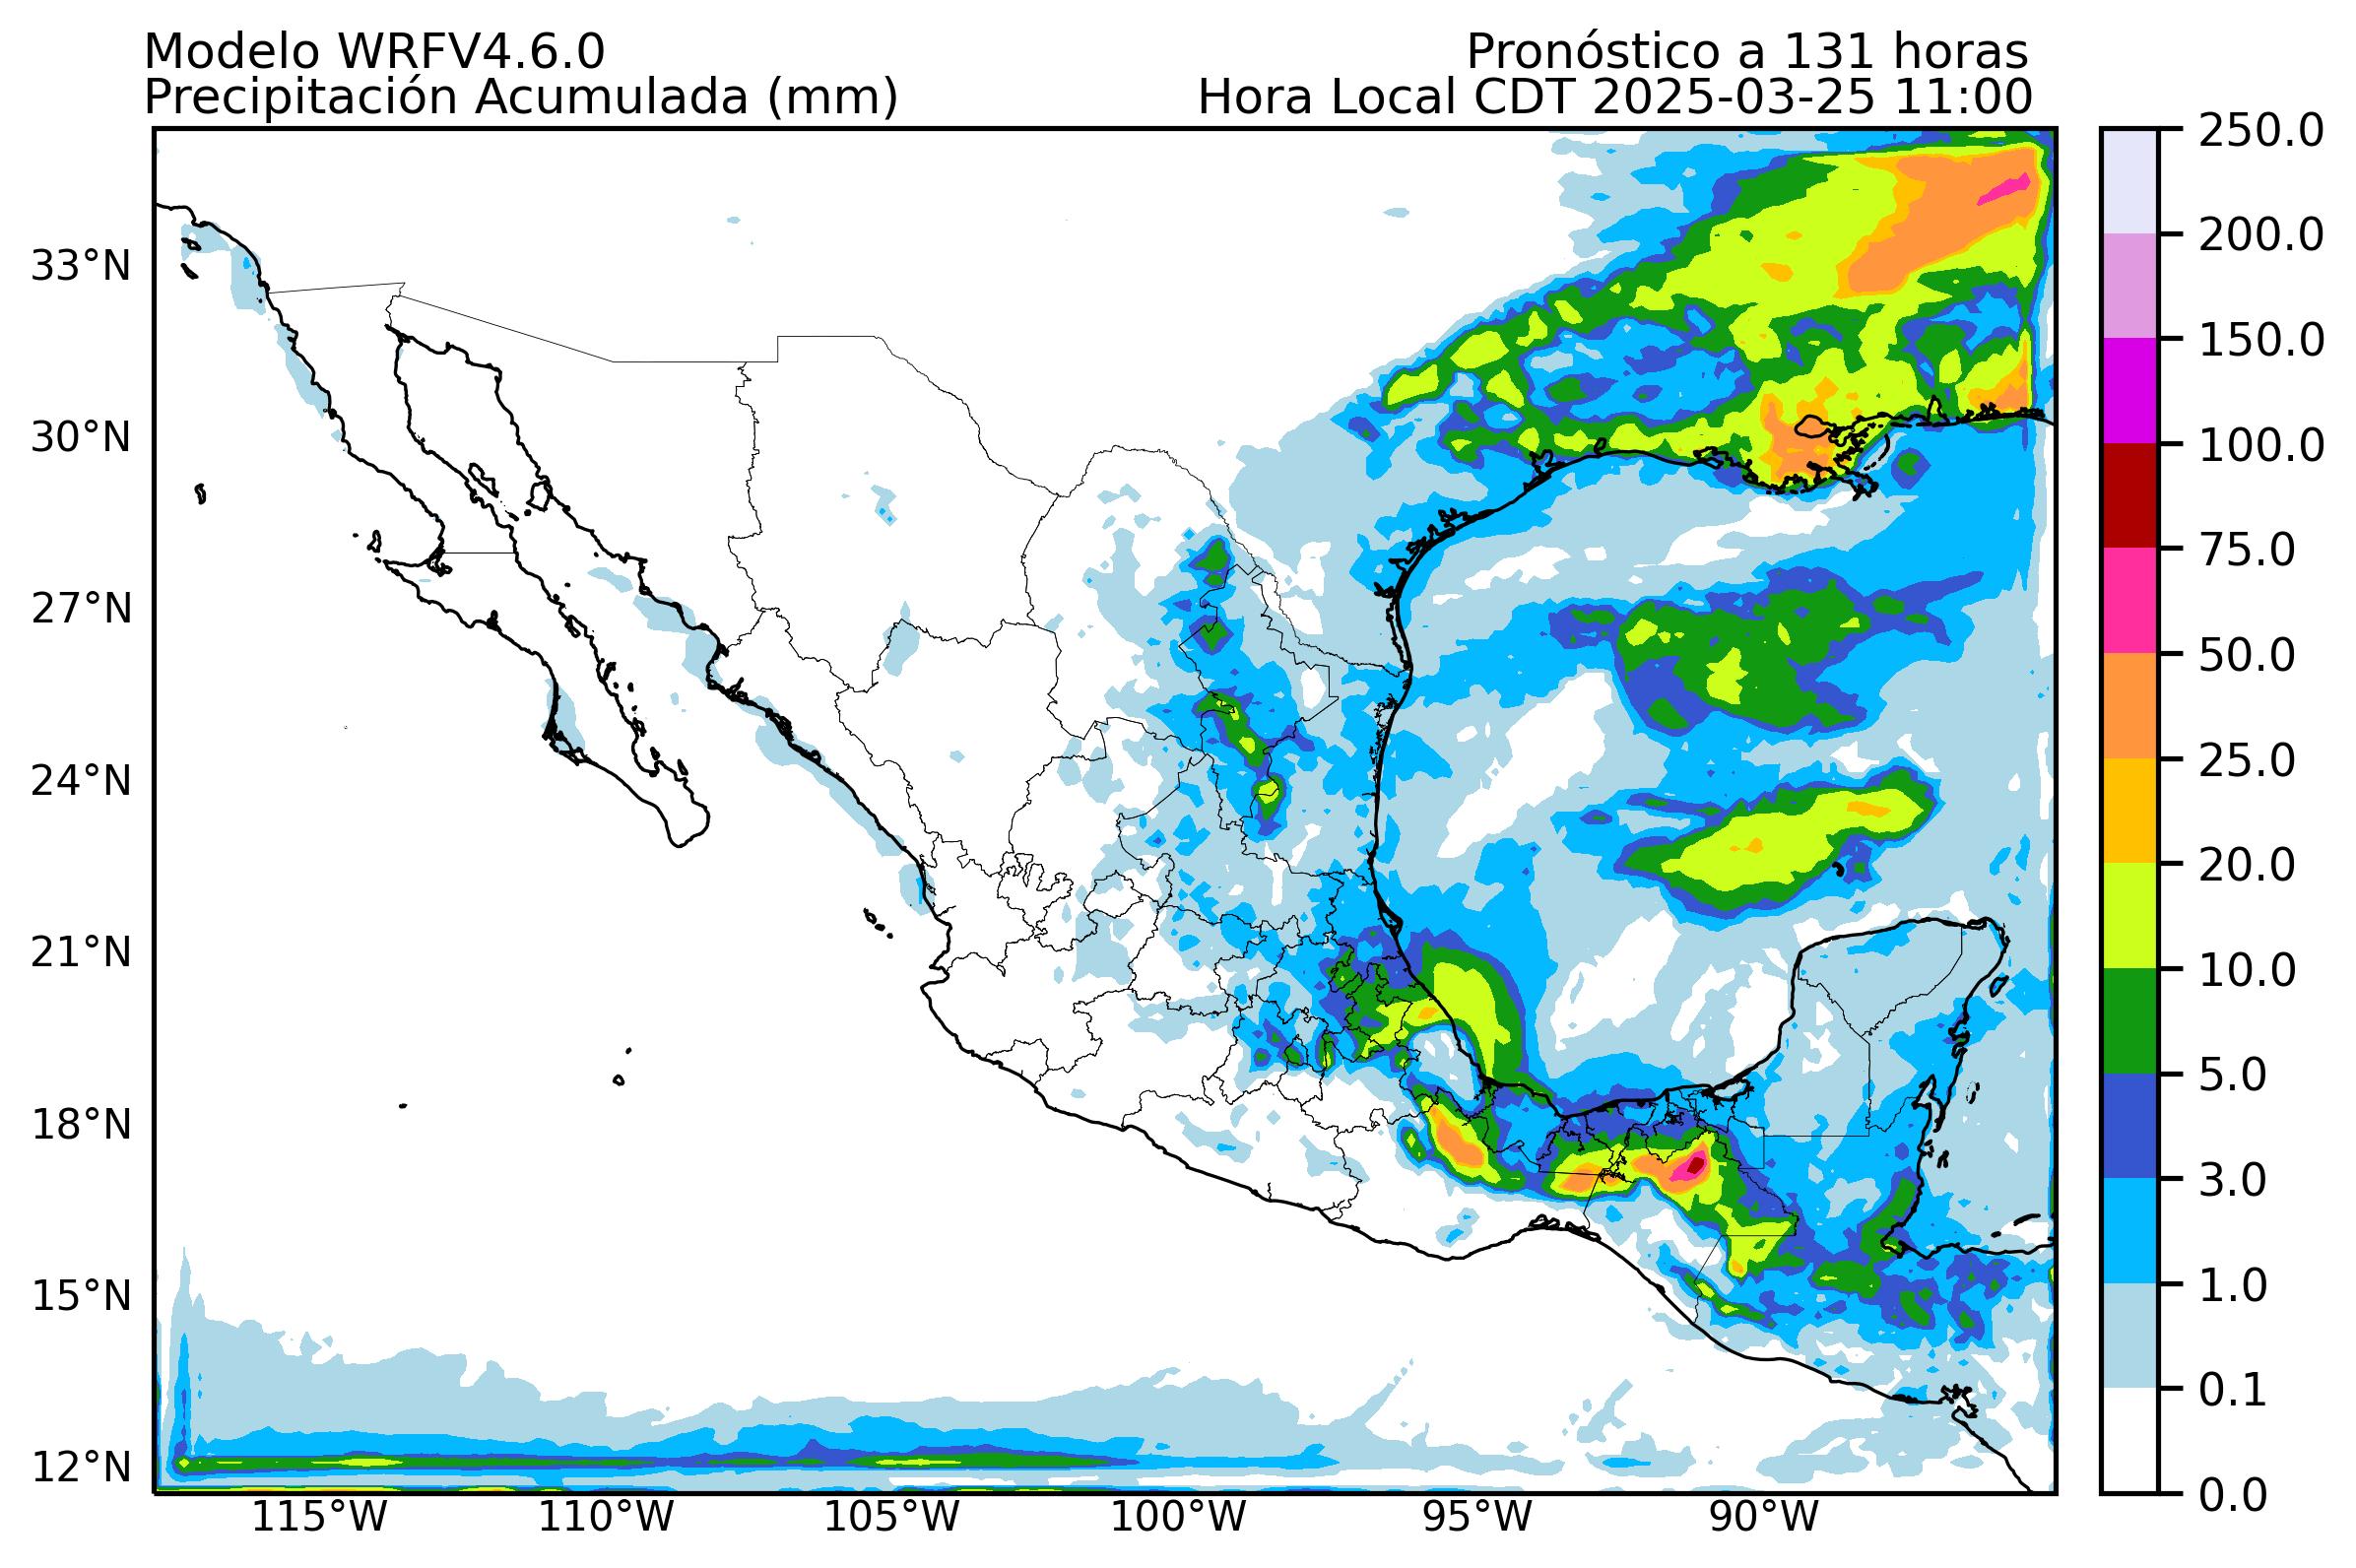 Modelo WRFV4.6.0
Pronóstico a 131 horas
Precipitación Acumulada (mm)
Hora Local CDT 2025-03-25 11:00
33°N
30°N
27°N
24°N
21°N
18°N
15°N
12°N
115°W
110°W
105°W
100°W
95°W
90°W
250.0
200.0
150.0
100.0
75.0
50.0
25.0
20.0
10.0
5.0
3.0
1.0
0.1
0.0